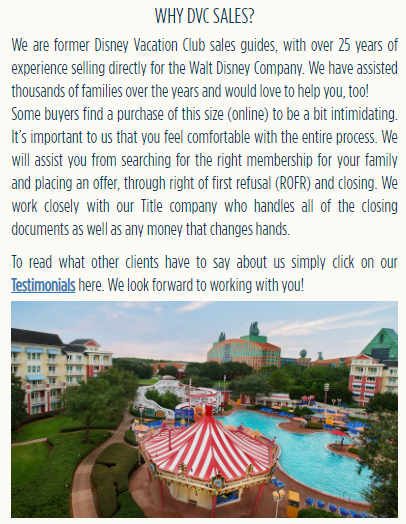 WHY DVC SALES?
We are former Disney Vacation Club sales guides, with over 25 years of
experience selling directly for the Walt Disney Company. We have assisted
thousands of families over the years and would love to help you, too!
Some buyers find a purchase of this size (online) to be a bit intimidating.
It's important to us that you feel comfortable with the entire process. We
will assist you from searching for the right membership for your family
and placing an offer, through right of first refusal (ROFR) and closing. We
work closely with our Title company who handles all of the closing
documents as well as any money that changes hands.
To read what other clients have to say about us simply click on our
Testimonials here. We look forward to working with you!